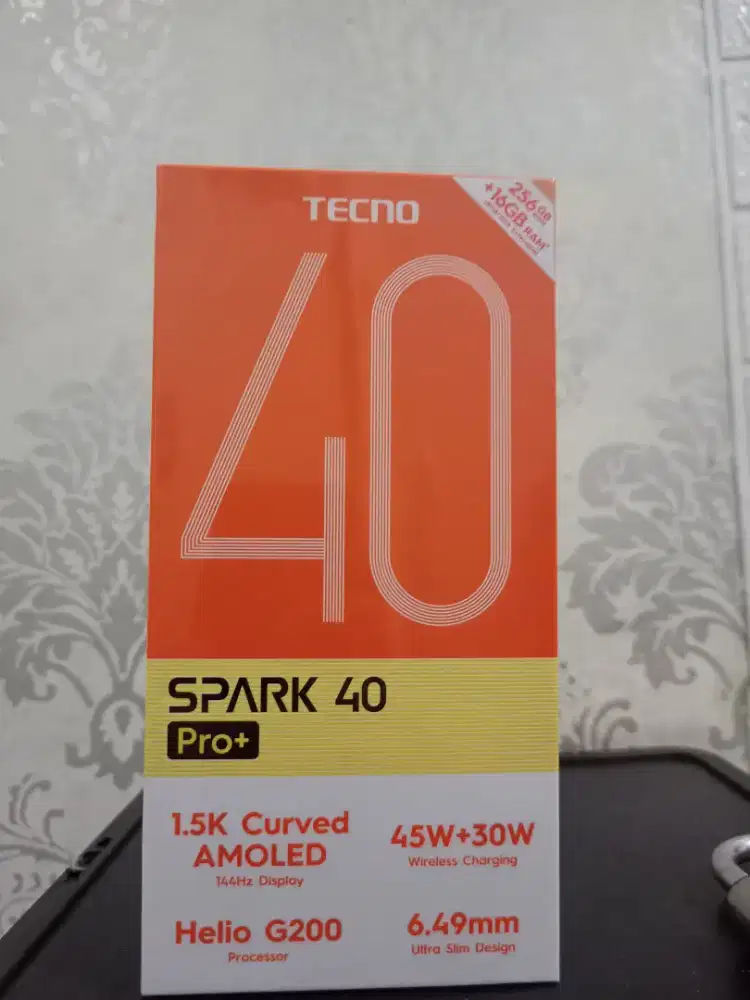 TECNO
256GB
+16GB RAM*
40
SPARK 40
Pro+
1.5K Curved
AMOLED
144Hz Display
45W+30W
Wireless Charging
Helio G200
Processor
6.49mm
Ultra Slim Design